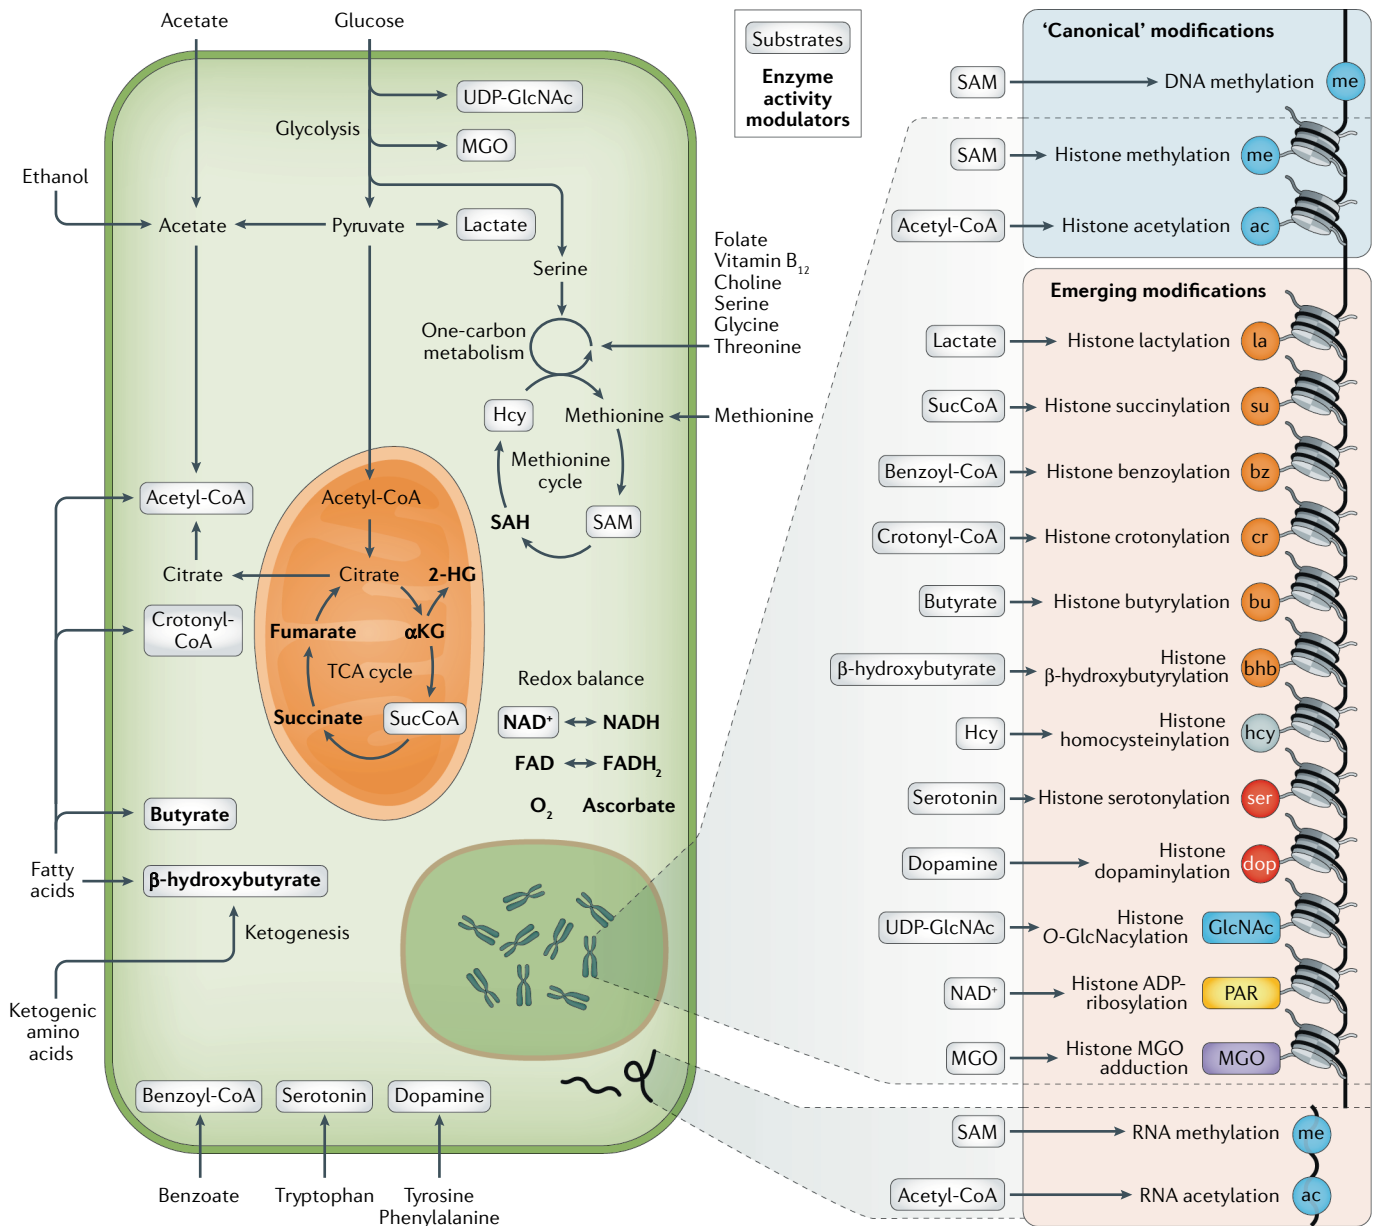 Acetate
Glucose
UDP-GlcNAc
Glycolysis
MGO
Ethanol
Acetate
Pyruvate
Lactate
Serine
Folate
Vitamin B₁₂
Choline
Serine
Glycine
Threonine
One-carbon
metabolism
Hcy
Methionine
Methionine
Methionine
cycle
SAH
SAM
Acetyl-CoA
Acetyl-CoA
Citrate
Citrate
2-HG
Crotonyl-
CoA
Fumarate
αKG
TCA cycle
Succinate
SucCoA
Redox balance
NAD⁺
NADH
FAD
FADH₂
O₂
Ascorbate
Butyrate
Fatty
acids
β-hydroxybutyrate
Ketogenesis
Ketogenic
amino
acids
Benzoyl-CoA
Serotonin
Dopamine
Benzoate
Tryptophan
Tyrosine
Phenylalanine
Substrates
Enzyme
activity
modulators
'Canonical' modifications
SAM
DNA methylation
me
SAM
Histone methylation
me
Acetyl-CoA
Histone acetylation
ac
Emerging modifications
Lactate
Histone lactylation
la
SucCoA
Histone succinylation
su
Benzoyl-CoA
Histone benzoylation
bz
Crotonyl-CoA
Histone crotonylation
cr
Butyrate
Histone butyrylation
bu
β-hydroxybutyrate
Histone
β-hydroxybutyrylation
bhb
Hcy
Histone
homocysteinylation
hcy
Serotonin
Histone serotonylation
ser
Dopamine
Histone
dopaminylation
dop
UDP-GlcNAc
Histone
O-GlcNacylation
GlcNAc
NAD⁺
Histone ADP-
ribosylation
PAR
MGO
Histone MGO
adduction
MGO
SAM
RNA methylation
me
Acetyl-CoA
RNA acetylation
ac